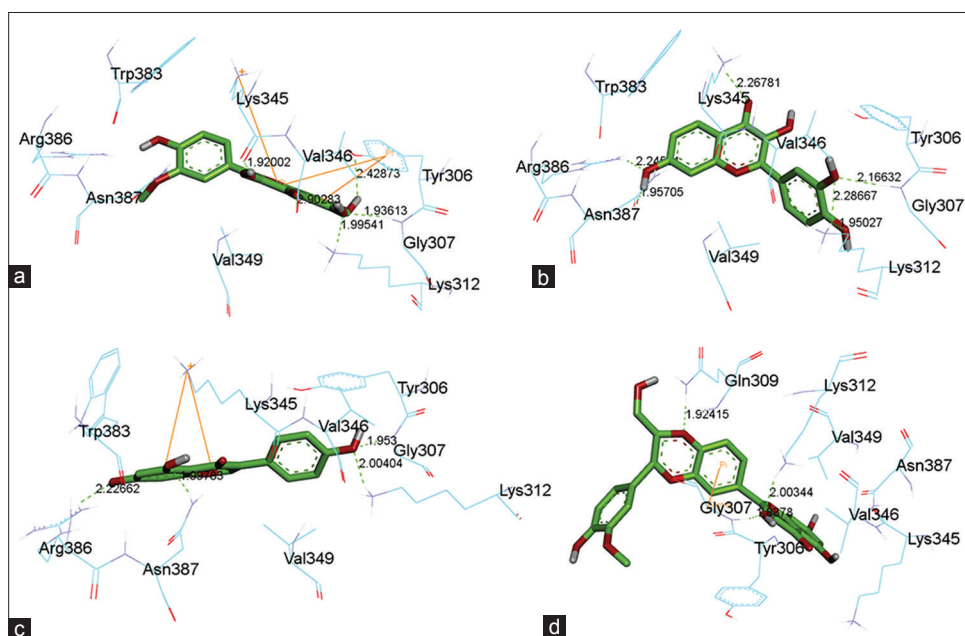 Trp383
Lys345
Arg386
1.92002
Val346
2.42873
Tyr306
Asn387
2.90283
1.93613
1.99541
Gly307
Val349
Lys312
a
2.26781
Trp383
Lys345
Val346
Tyr306
Arg386
1.95705
2.16632
2.28667
Gly307
Asn387
1.95027
Val349
Lys312
b
Tyr306
Lys345
Val346
Trp383
1.953
Gly307
2.00404
2.22662
Lys312
Arg386
Asn387
Val349
c
Gln309
Lys312
1.92415
Val349
Asn387
2.00344
Gly307
Val346
Tyr306
Lys345
d